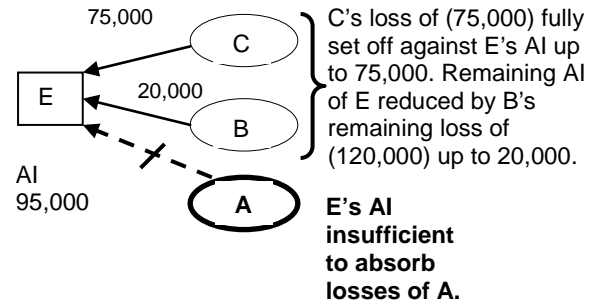 75,000
C
E
20,000
B
AI
95,000
A
C's loss of (75,000) fully
set off against E's AI up
to 75,000. Remaining AI
of E reduced by B's
remaining loss of
(120,000) up to 20,000.
E's AI
insufficient
to absorb
losses of A.